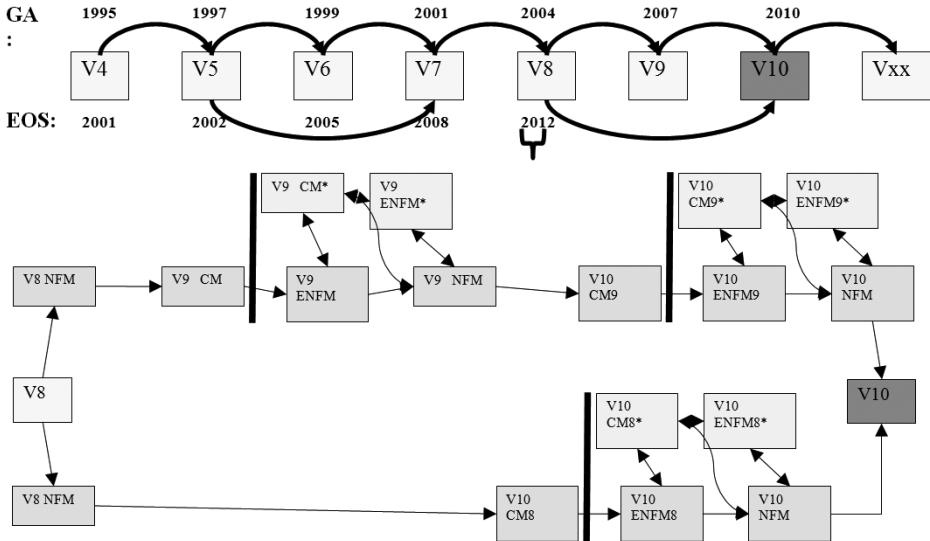 GA
:
1995 1997 1999 2001 2004 2007 2010
V4 V5 V6 V7 V8 V9 V10 Vxx
EOS:
2001 2002 2005 2008 2012
V9 CM*
V9
ENFM*
V10
CM9*
V10
ENFM9*
V8 NFM
V9 CM
V9
ENFM
V9 NFM
V10
CM9
V10
ENFM9
V10
NFM
V8
V10
V10
CM8*
V10
ENFM8*
V8 NFM
V10
CM8
V10
ENFM8
V10
NFM